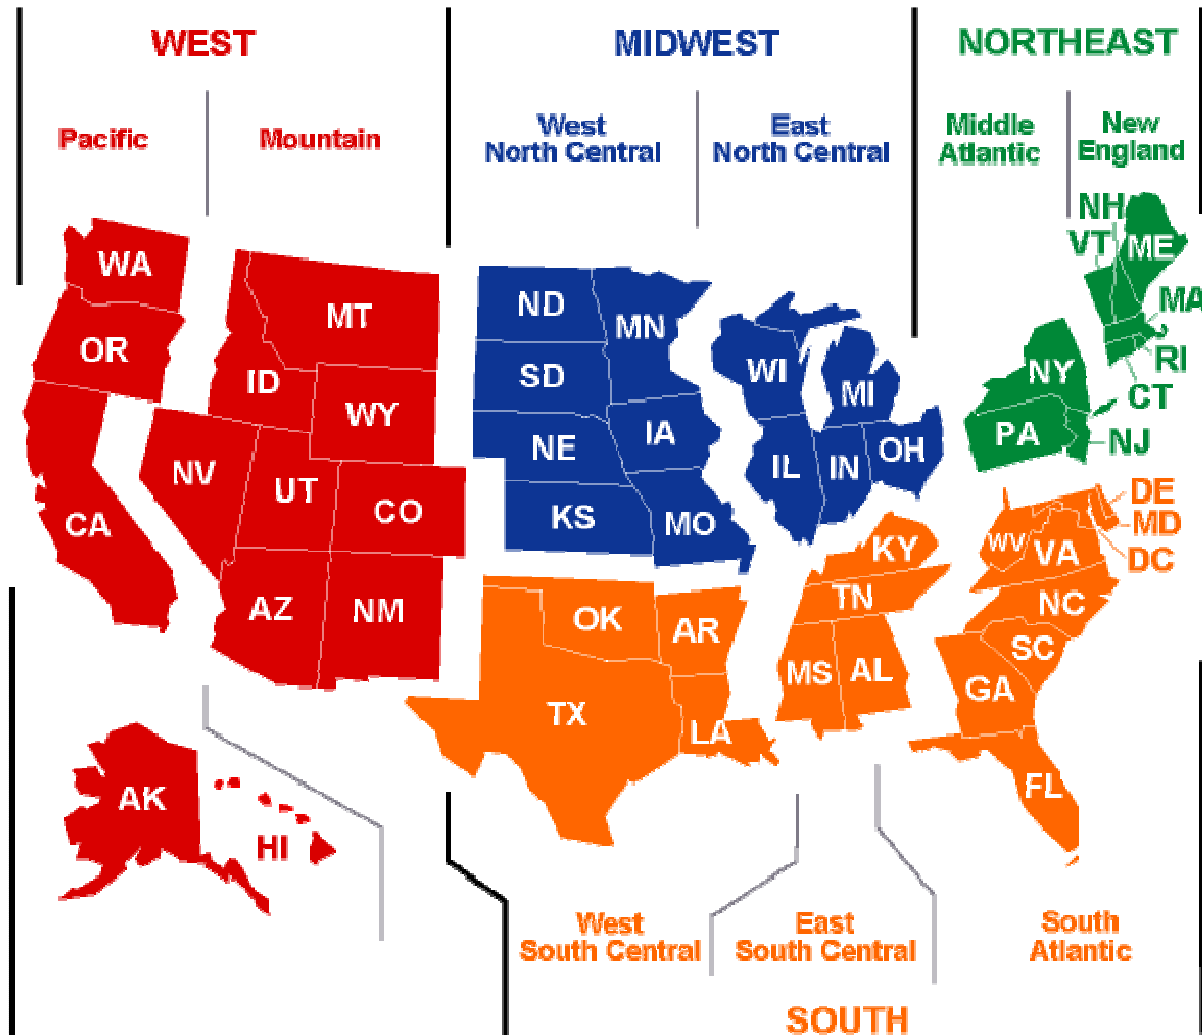 WEST
MIDWEST
NORTHEAST
Pacific
Mountain
West
North Central
East
North Central
Middle
Atlantic
New
England
NH
VT
ME
WA
MT
ND
MN
MA
OR
ID
SD
WI
MI
NY
RI
WY
CT
NV
NE
IA
IL
IN
OH
PA
NJ
UT
CO
CA
KS
MO
KY
WV
VA
DE
MD
DC
AZ
NM
OK
AR
TN
NC
SC
MS
AL
GA
TX
LA
FL
AK
HI
West
South Central
East
South Central
South
Atlantic
SOUTH